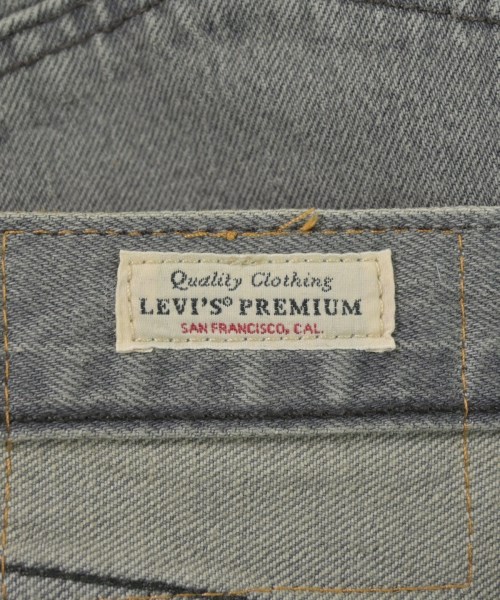 Quality Clothing
LEVI'S® PREMIUM
SAN FRANCISCO, CAL.